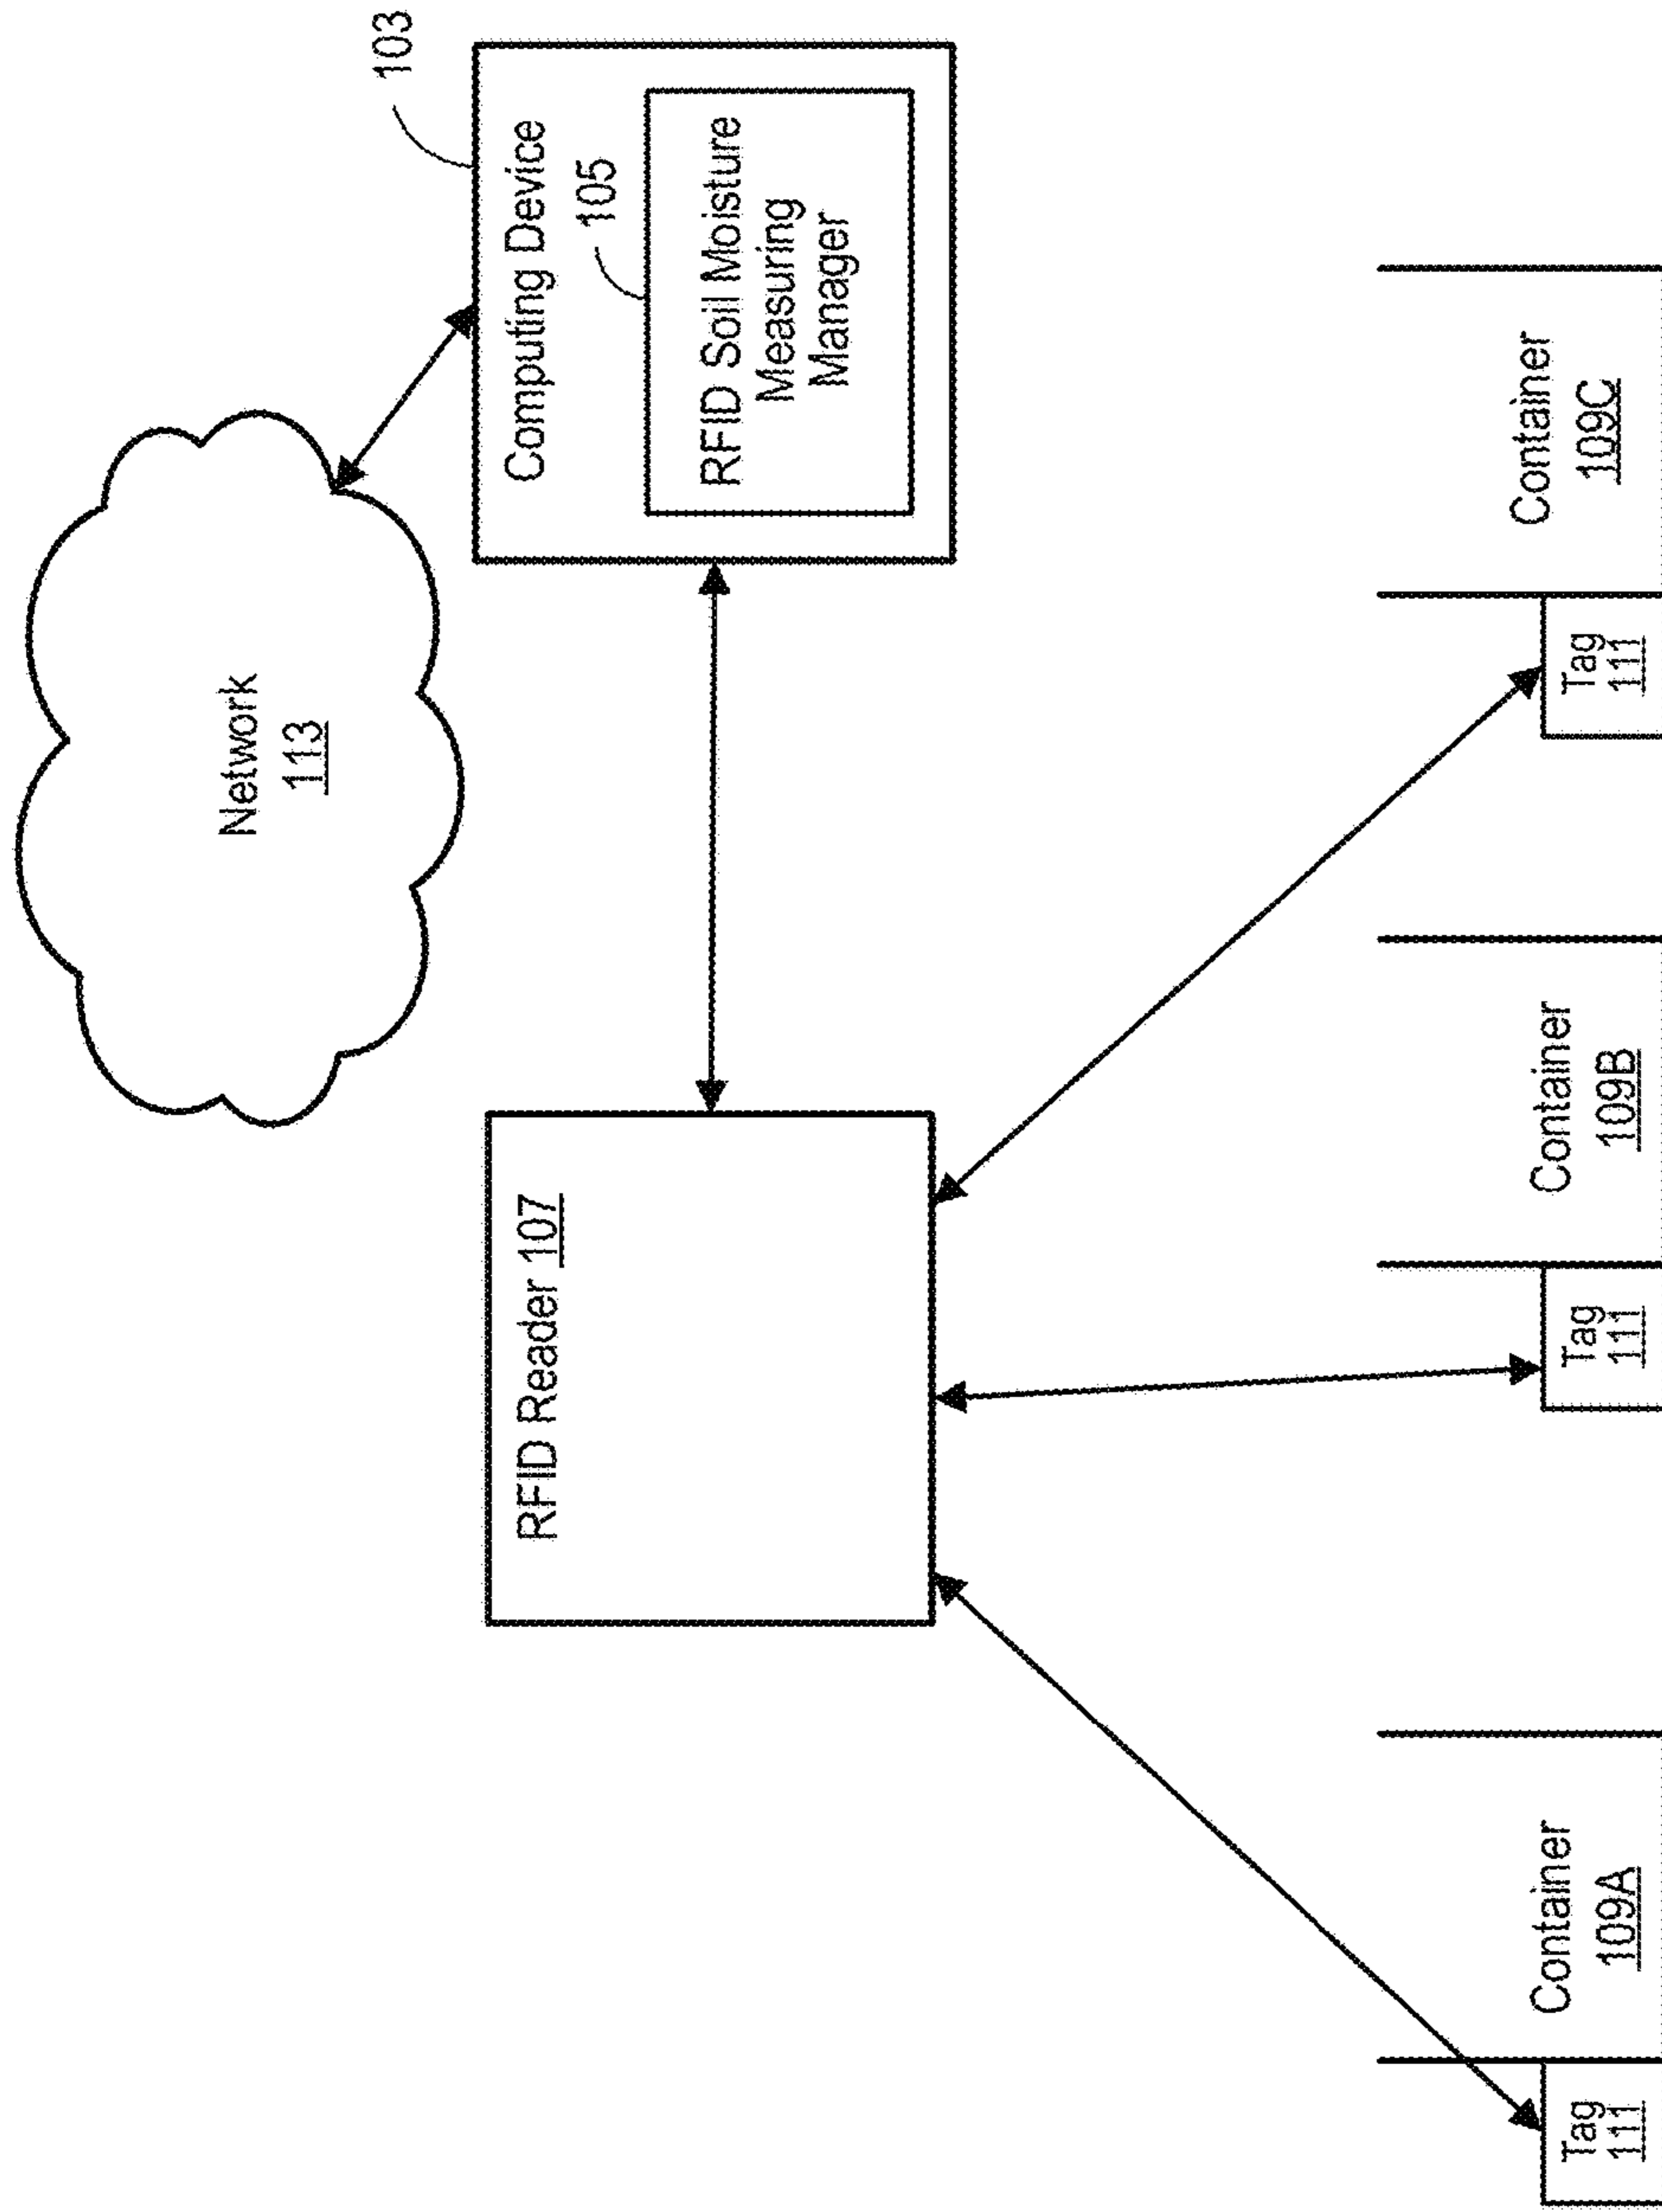 Network
113
103
Computing Device
105
RFID Soil Moisture
Measuring
Manager
RFID Reader 107
Tag
111
Container
109A
Tag
111
Container
109B
Tag
111
Container
109C